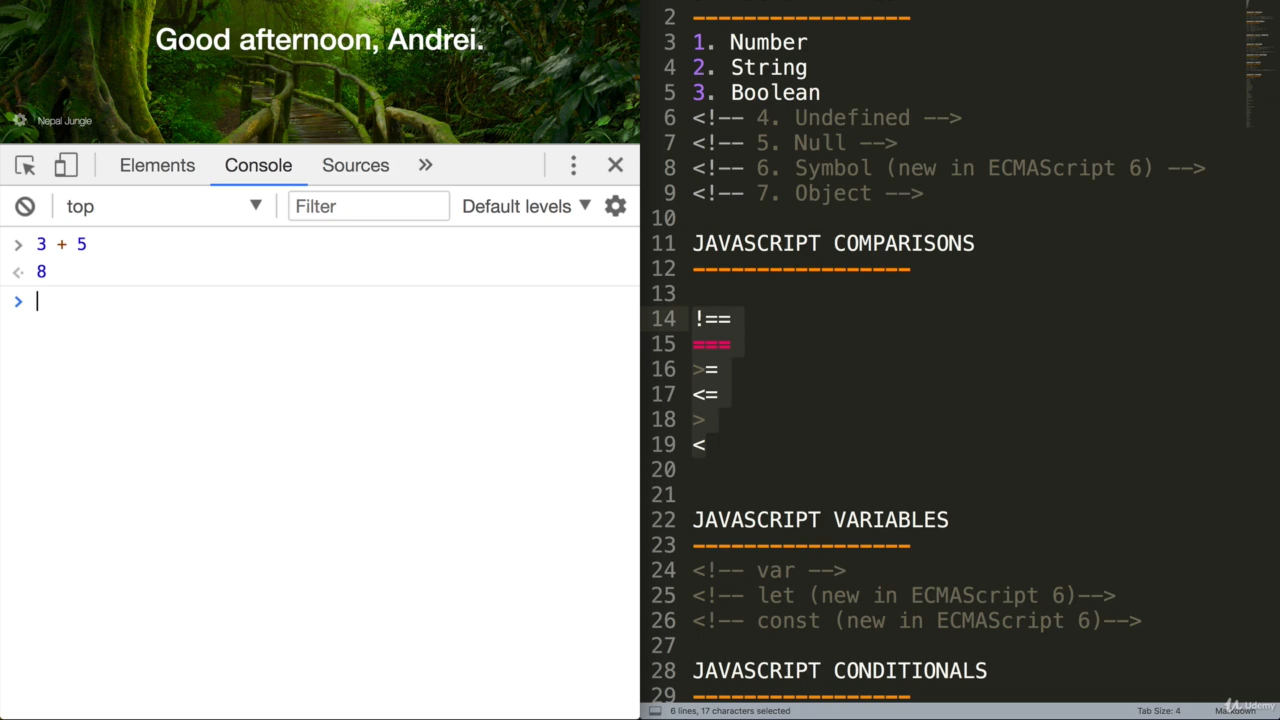 Good afternoon, Andrei.
Nepal Jungle
Elements Console Sources »
top Filter Default levels ▼
> 3 + 5
< 8
>
2 -----------------
3 1. Number
4 2. String
5 3. Boolean
6 <!-- 4. Undefined -->
7 <!-- 5. Null -->
8 <!-- 6. Symbol (new in ECMAScript 6) -->
9 <!-- 7. Object -->
10
11 JAVASCRIPT COMPARISONS
12 -----------------
13
14 !==
15 ===
16 >=
17 <=
18 >
19 <
20
21
22 JAVASCRIPT VARIABLES
23 -----------------
24 <!-- var -->
25 <!-- let (new in ECMAScript 6)-->
26 <!-- const (new in ECMAScript 6)-->
27
28 JAVASCRIPT CONDITIONALS
29 -----------------
6 lines, 17 characters selected Tab Size: 4 Markdown
Udemy